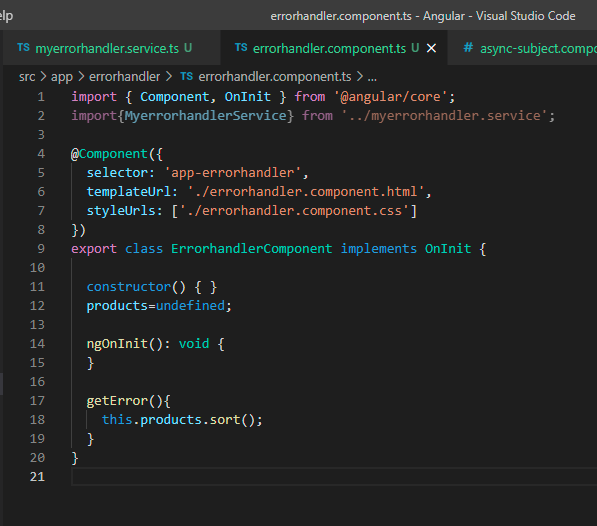 elp
errorhandler.component.ts - Angular - Visual Studio Code
TS myerrorhandler.service.ts U
TS errorhandler.component.ts U ×
# async-subject.compo
src > app > errorhandler > TS errorhandler.component.ts > ...
1 import { Component, OnInit } from '@angular/core';
2 import{MyerrorhandlerService} from '../myerrorhandler.service';
3
4 @Component({
5   selector: 'app-errorhandler',
6   templateUrl: './errorhandler.component.html',
7   styleUrls: ['./errorhandler.component.css']
8 })
9 export class ErrorhandlerComponent implements OnInit {
10
11   constructor() { }
12   products=undefined;
13
14   ngOnInit(): void {
15   }
16
17   getError(){
18     this.products.sort();
19   }
20 }
21